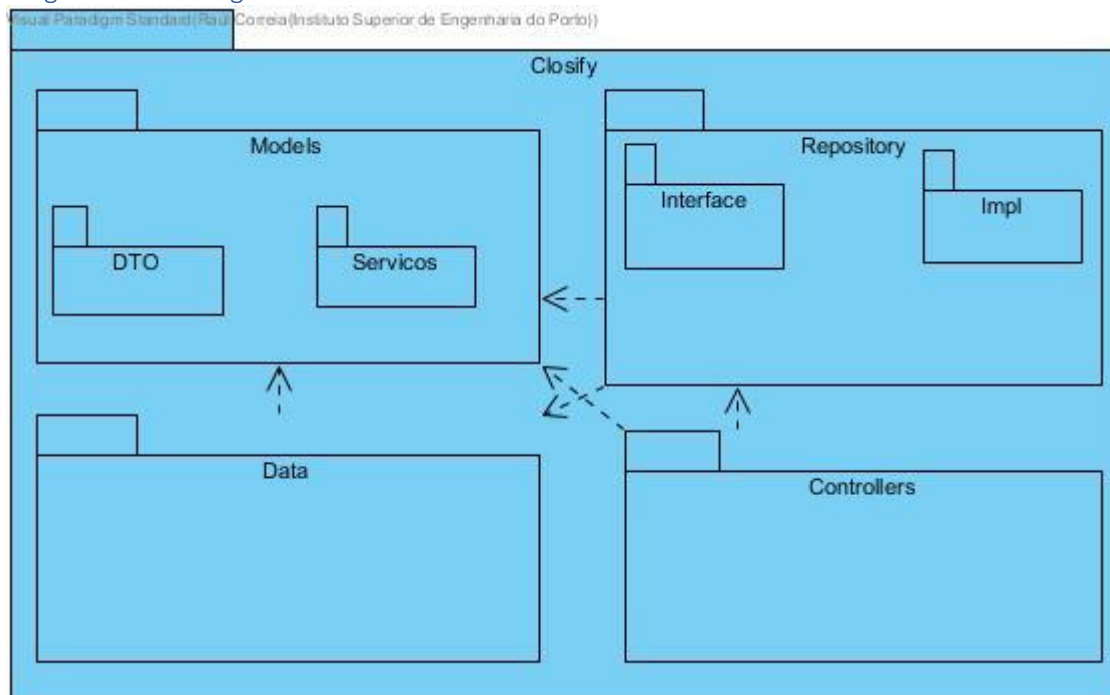 Visual Paradigm Standard(Raúl Correia(Instituto Superior de Engenharia do Porto))
Closify
Models
Repository
Interface
Impl
DTO
Servicos
Data
Controllers